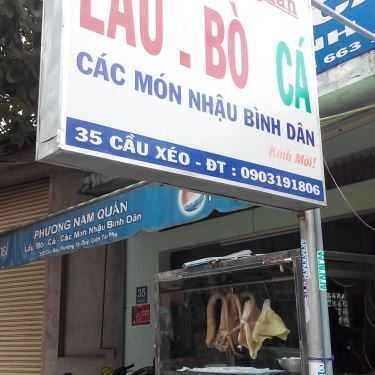 LẨU - BÒ CÁ
CÁC MÓN NHẬU BÌNH DÂN
Kính Mời!
35 CẦU XÉO - ĐT : 0903191806
663
PHƯƠNG NAM QUÁN
Lẩu Bò - Cá - Các Món Nhậu Bình Dân
35